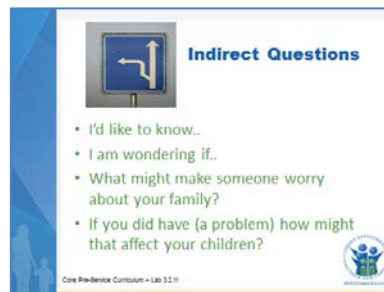 Indirect Questions
• I'd like to know..
• I am wondering if..
• What might make someone worry
about your family?
• If you did have (a problem) how might
that affect your children?
Core Pre-Service Curriculum – Lab 3.2.11